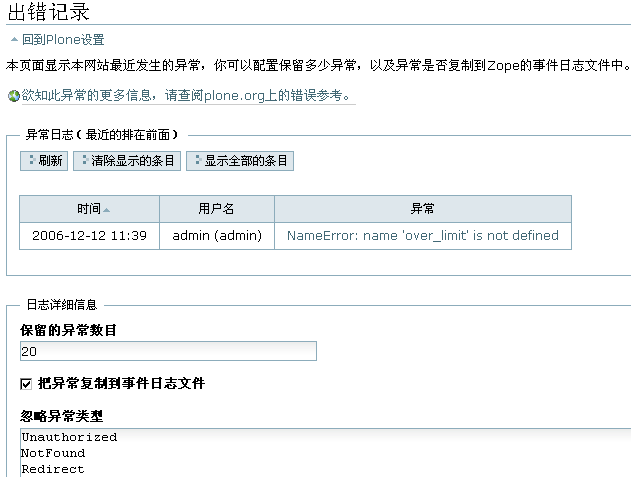 出错记录
回到Plone设置
本页面显示本网站最近发生的异常，你可以配置保留多少异常，以及异常是否复制到Zope的事件日志文件中。
欲知此异常的更多信息，请查阅plone.org上的错误参考。
异常日志（最近的排在前面）
刷新 清除显示的条目 显示全部的条目
时间 用户名 异常
2006-12-12 11:39 admin (admin) NameError: name 'over_limit' is not defined
日志详细信息
保留的异常数目
20
把异常复制到事件日志文件
忽略异常类型
Unauthorized
NotFound
Redirect